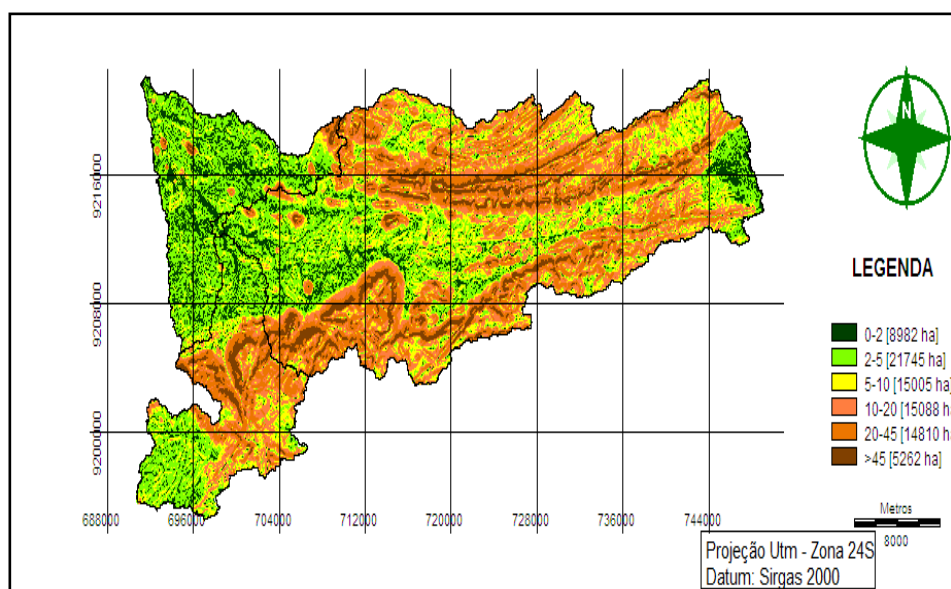 N
9216000
9208000
9200000
688000 696000 704000 712000 720000 728000 736000 744000
LEGENDA
0-2 [8982 ha]
2-5 [21745 ha]
5-10 [15005 ha]
10-20 [15088 h
20-45 [14810 h
>45 [5262 ha]
Metros
8000
Projeção Utm - Zona 24S
Datum: Sirgas 2000